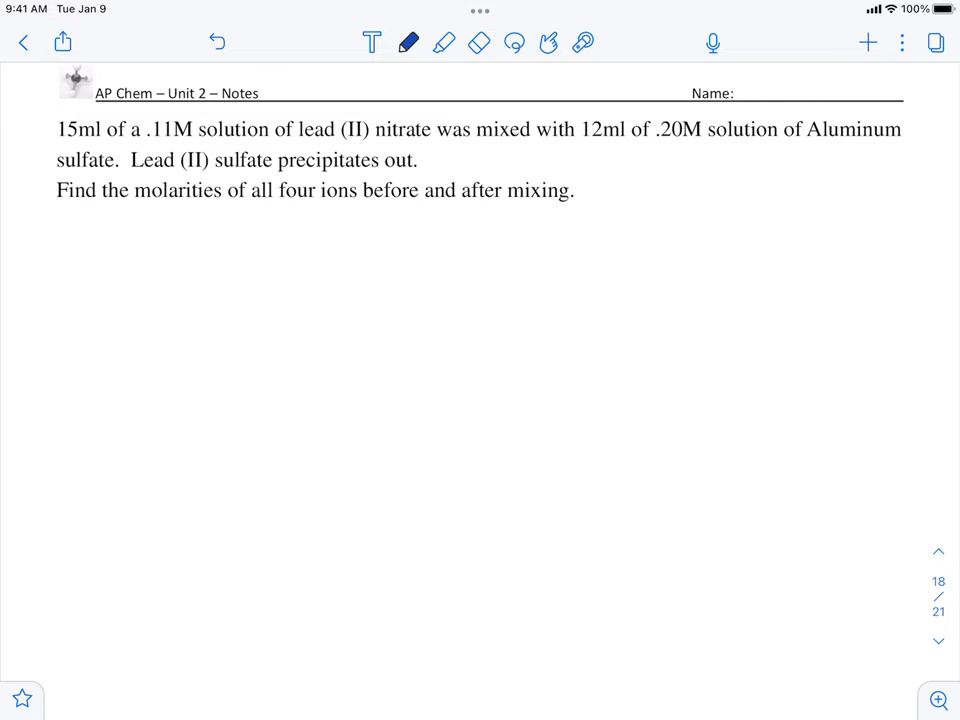 9:41 AM Tue Jan 9 100%
AP Chem – Unit 2 – Notes Name:
15ml of a .11M solution of lead (II) nitrate was mixed with 12ml of .20M solution of Aluminum
sulfate. Lead (II) sulfate precipitates out.
Find the molarities of all four ions before and after mixing.
18
/
21